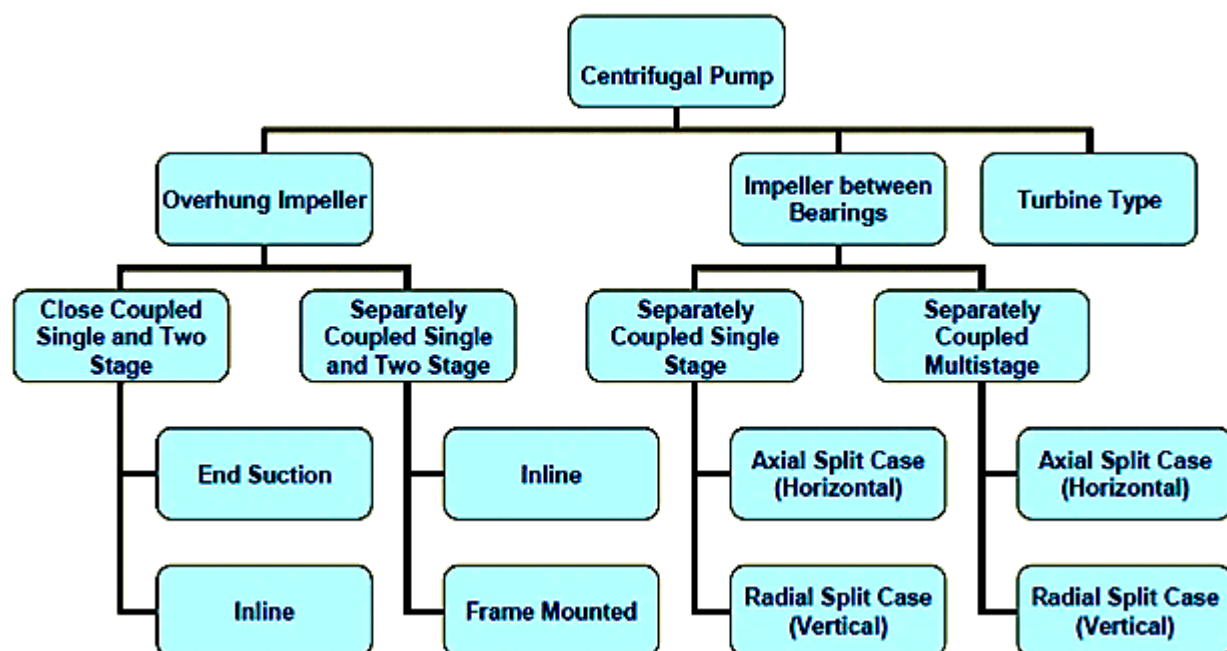 Centrifugal Pump
Overhung Impeller
Impeller between
Bearings
Turbine Type
Close Coupled
Single and Two
Stage
Separately
Coupled Single
and Two Stage
Separately
Coupled Single
Stage
Separately
Coupled
Multistage
End Suction
Inline
Axial Split Case
(Horizontal)
Axial Split Case
(Horizontal)
Inline
Frame Mounted
Radial Split Case
(Vertical)
Radial Split Case
(Vertical)